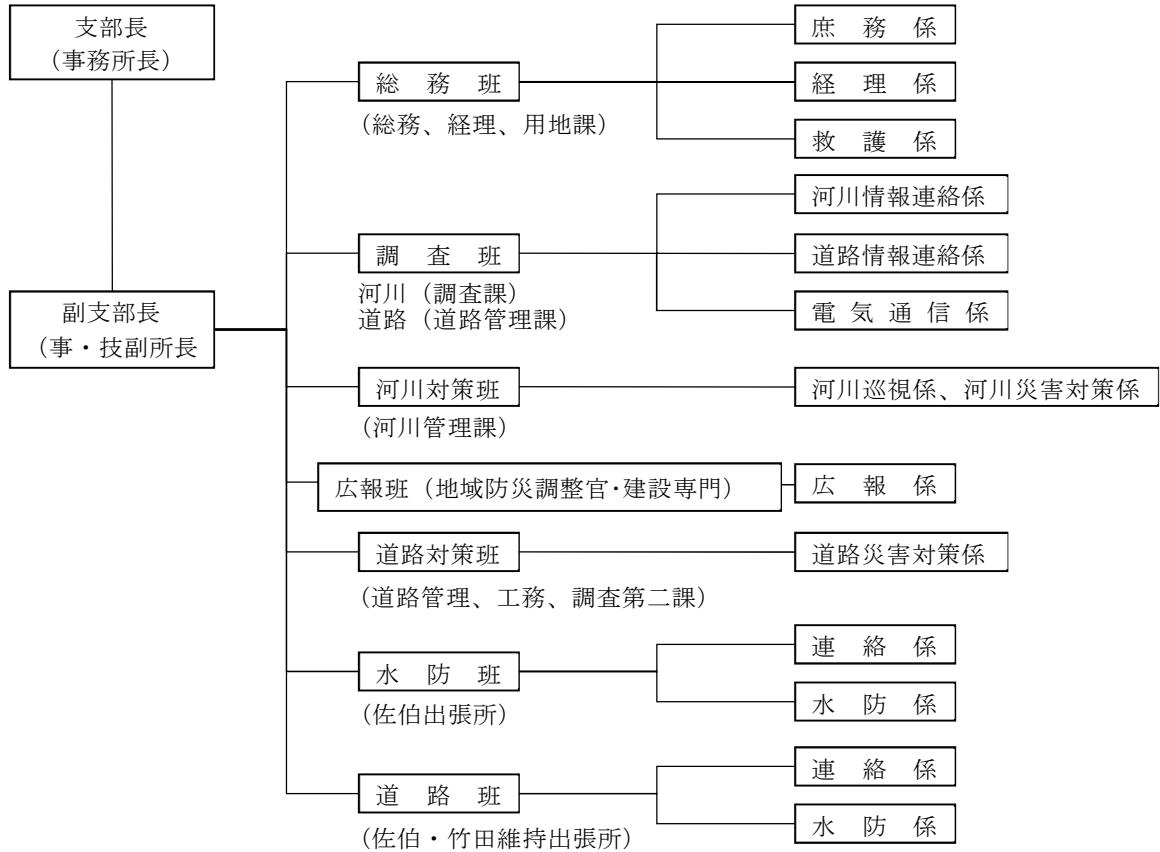 支部長
(事務所長)
副支部長
(事・技副所長
総務班
(総務、経理、用地課)
庶務係
経理係
救護係
調査班
河川(調査課)
道路(道路管理課)
河川情報連絡係
道路情報連絡係
電気通信係
河川対策班
(河川管理課)
河川巡視係、河川災害対策係
広報班(地域防災調整官・建設専門)
広報係
道路対策班
(道路管理、工務、調査第二課)
道路災害対策係
水防班
(佐伯出張所)
連絡係
水防係
道路班
(佐伯・竹田維持出張所)
連絡係
水防係